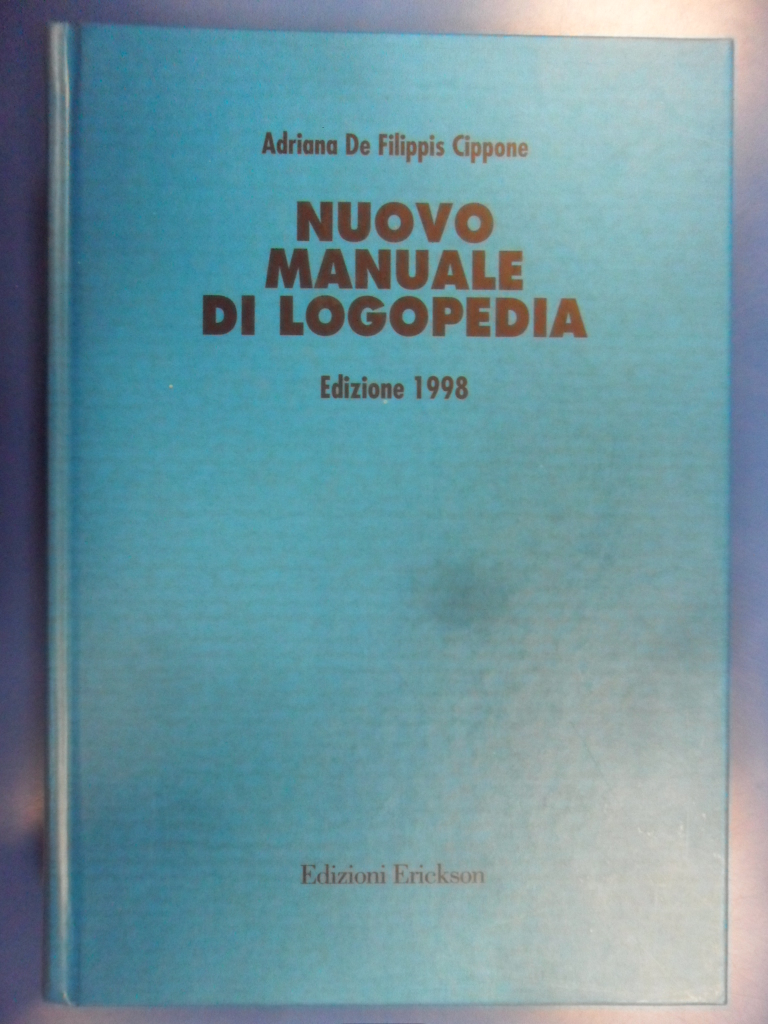 Adriana De Filippis Cippone
NUOVO
MANUALE
DI LOGOPEDIA
Edizione 1998
Edizioni Erickson